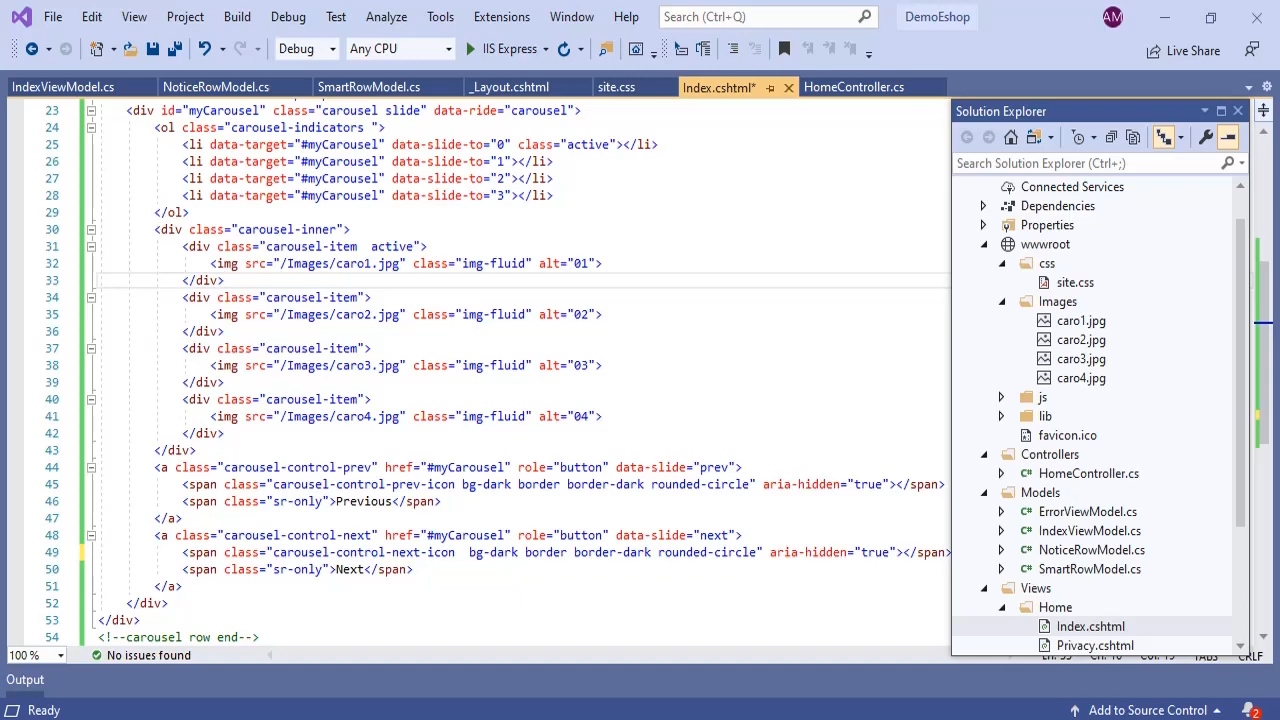 File Edit View Project Build Debug Test Analyze Tools Extensions Window Help Search (Ctrl+Q) DemoEshop AM
Debug Any CPU IIS Express Live Share
IndexViewModel.cs NoticeRowModel.cs SmartRowModel.cs _Layout.cshtml site.css Index.cshtml* HomeController.cs
23 <div id="myCarousel" class="carousel slide" data-ride="carousel">
24 <ol class="carousel-indicators ">
25 <li data-target="#myCarousel" data-slide-to="0" class="active"></li>
26 <li data-target="#myCarousel" data-slide-to="1"></li>
27 <li data-target="#myCarousel" data-slide-to="2"></li>
28 <li data-target="#myCarousel" data-slide-to="3"></li>
29 </ol>
30 <div class="carousel-inner">
31 <div class="carousel-item  active">
32 <img src="/Images/caro1.jpg" class="img-fluid" alt="01">
33 </div>
34 <div class="carousel-item">
35 <img src="/Images/caro2.jpg" class="img-fluid" alt="02">
36 </div>
37 <div class="carousel-item">
38 <img src="/Images/caro3.jpg" class="img-fluid" alt="03">
39 </div>
40 <div class="carousel-item">
41 <img src="/Images/caro4.jpg" class="img-fluid" alt="04">
42 </div>
43 </div>
44 <a class="carousel-control-prev" href="#myCarousel" role="button" data-slide="prev">
45 <span class="carousel-control-prev-icon bg-dark border border-dark rounded-circle" aria-hidden="true"></span>
46 <span class="sr-only">Previous</span>
47 </a>
48 <a class="carousel-control-next" href="#myCarousel" role="button" data-slide="next">
49 <span class="carousel-control-next-icon  bg-dark border border-dark rounded-circle" aria-hidden="true"></span>
50 <span class="sr-only">Next</span>
51 </a>
52 </div>
53 </div>
54 <!--carousel row end-->
100 % No issues found
Solution Explorer
Search Solution Explorer (Ctrl+;)
Connected Services
Dependencies
Properties
wwwroot
css
site.css
Images
caro1.jpg
caro2.jpg
caro3.jpg
caro4.jpg
js
lib
favicon.ico
Controllers
HomeController.cs
Models
ErrorViewModel.cs
IndexViewModel.cs
NoticeRowModel.cs
SmartRowModel.cs
Views
Home
Index.cshtml
Privacy.cshtml
CRLF
Output
Ready Add to Source Control 2